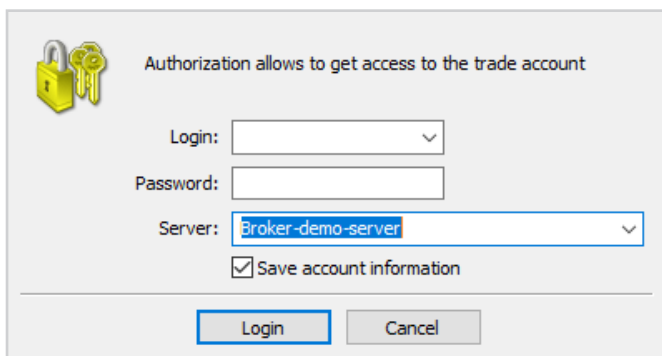 Authorization allows to get access to the trade account
Login:
Password:
Server: Broker-demo-server
Save account information
Login Cancel